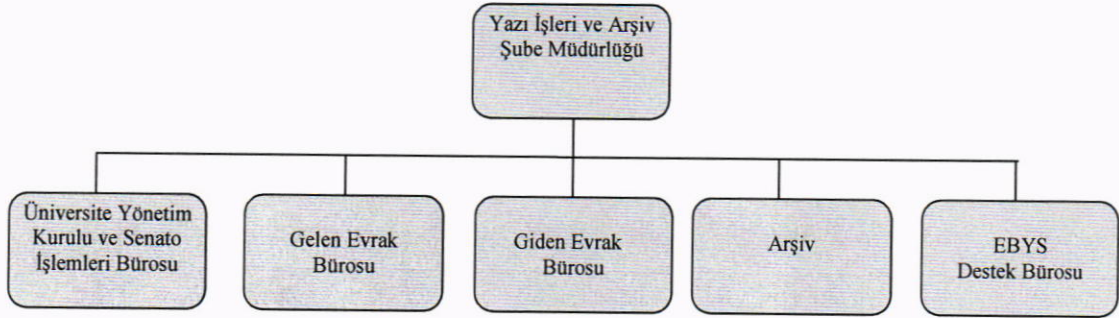 Yazı İşleri ve Arşiv
Şube Müdürlüğü
Üniversite Yönetim
Kurulu ve Senato
İşlemleri Bürosu
Gelen Evrak
Bürosu
Giden Evrak
Bürosu
Arşiv
EBYS
Destek Bürosu